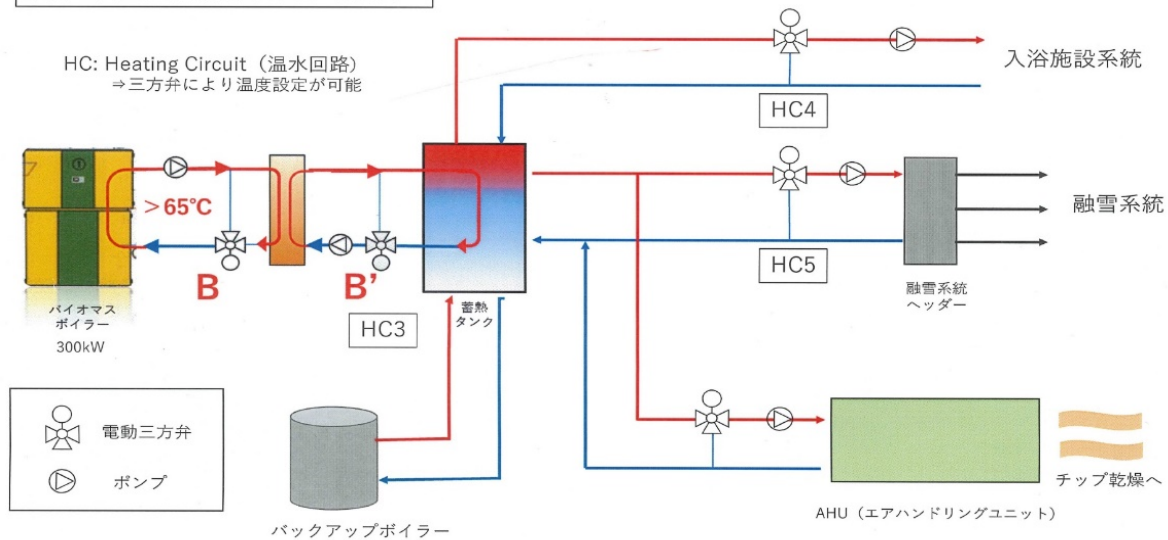 HC: Heating Circuit（温水回路）
⇒三方弁により温度設定が可能
入浴施設系統
HC4
>65℃
融雪系統
B
B'
HC5
バイオマス
ボイラー
300kW
HC3
蓄熱
タンク
融雪系統
ヘッダー
電動三方弁
ポンプ
バックアップボイラー
チップ乾燥へ
AHU（エアハンドリングユニット）